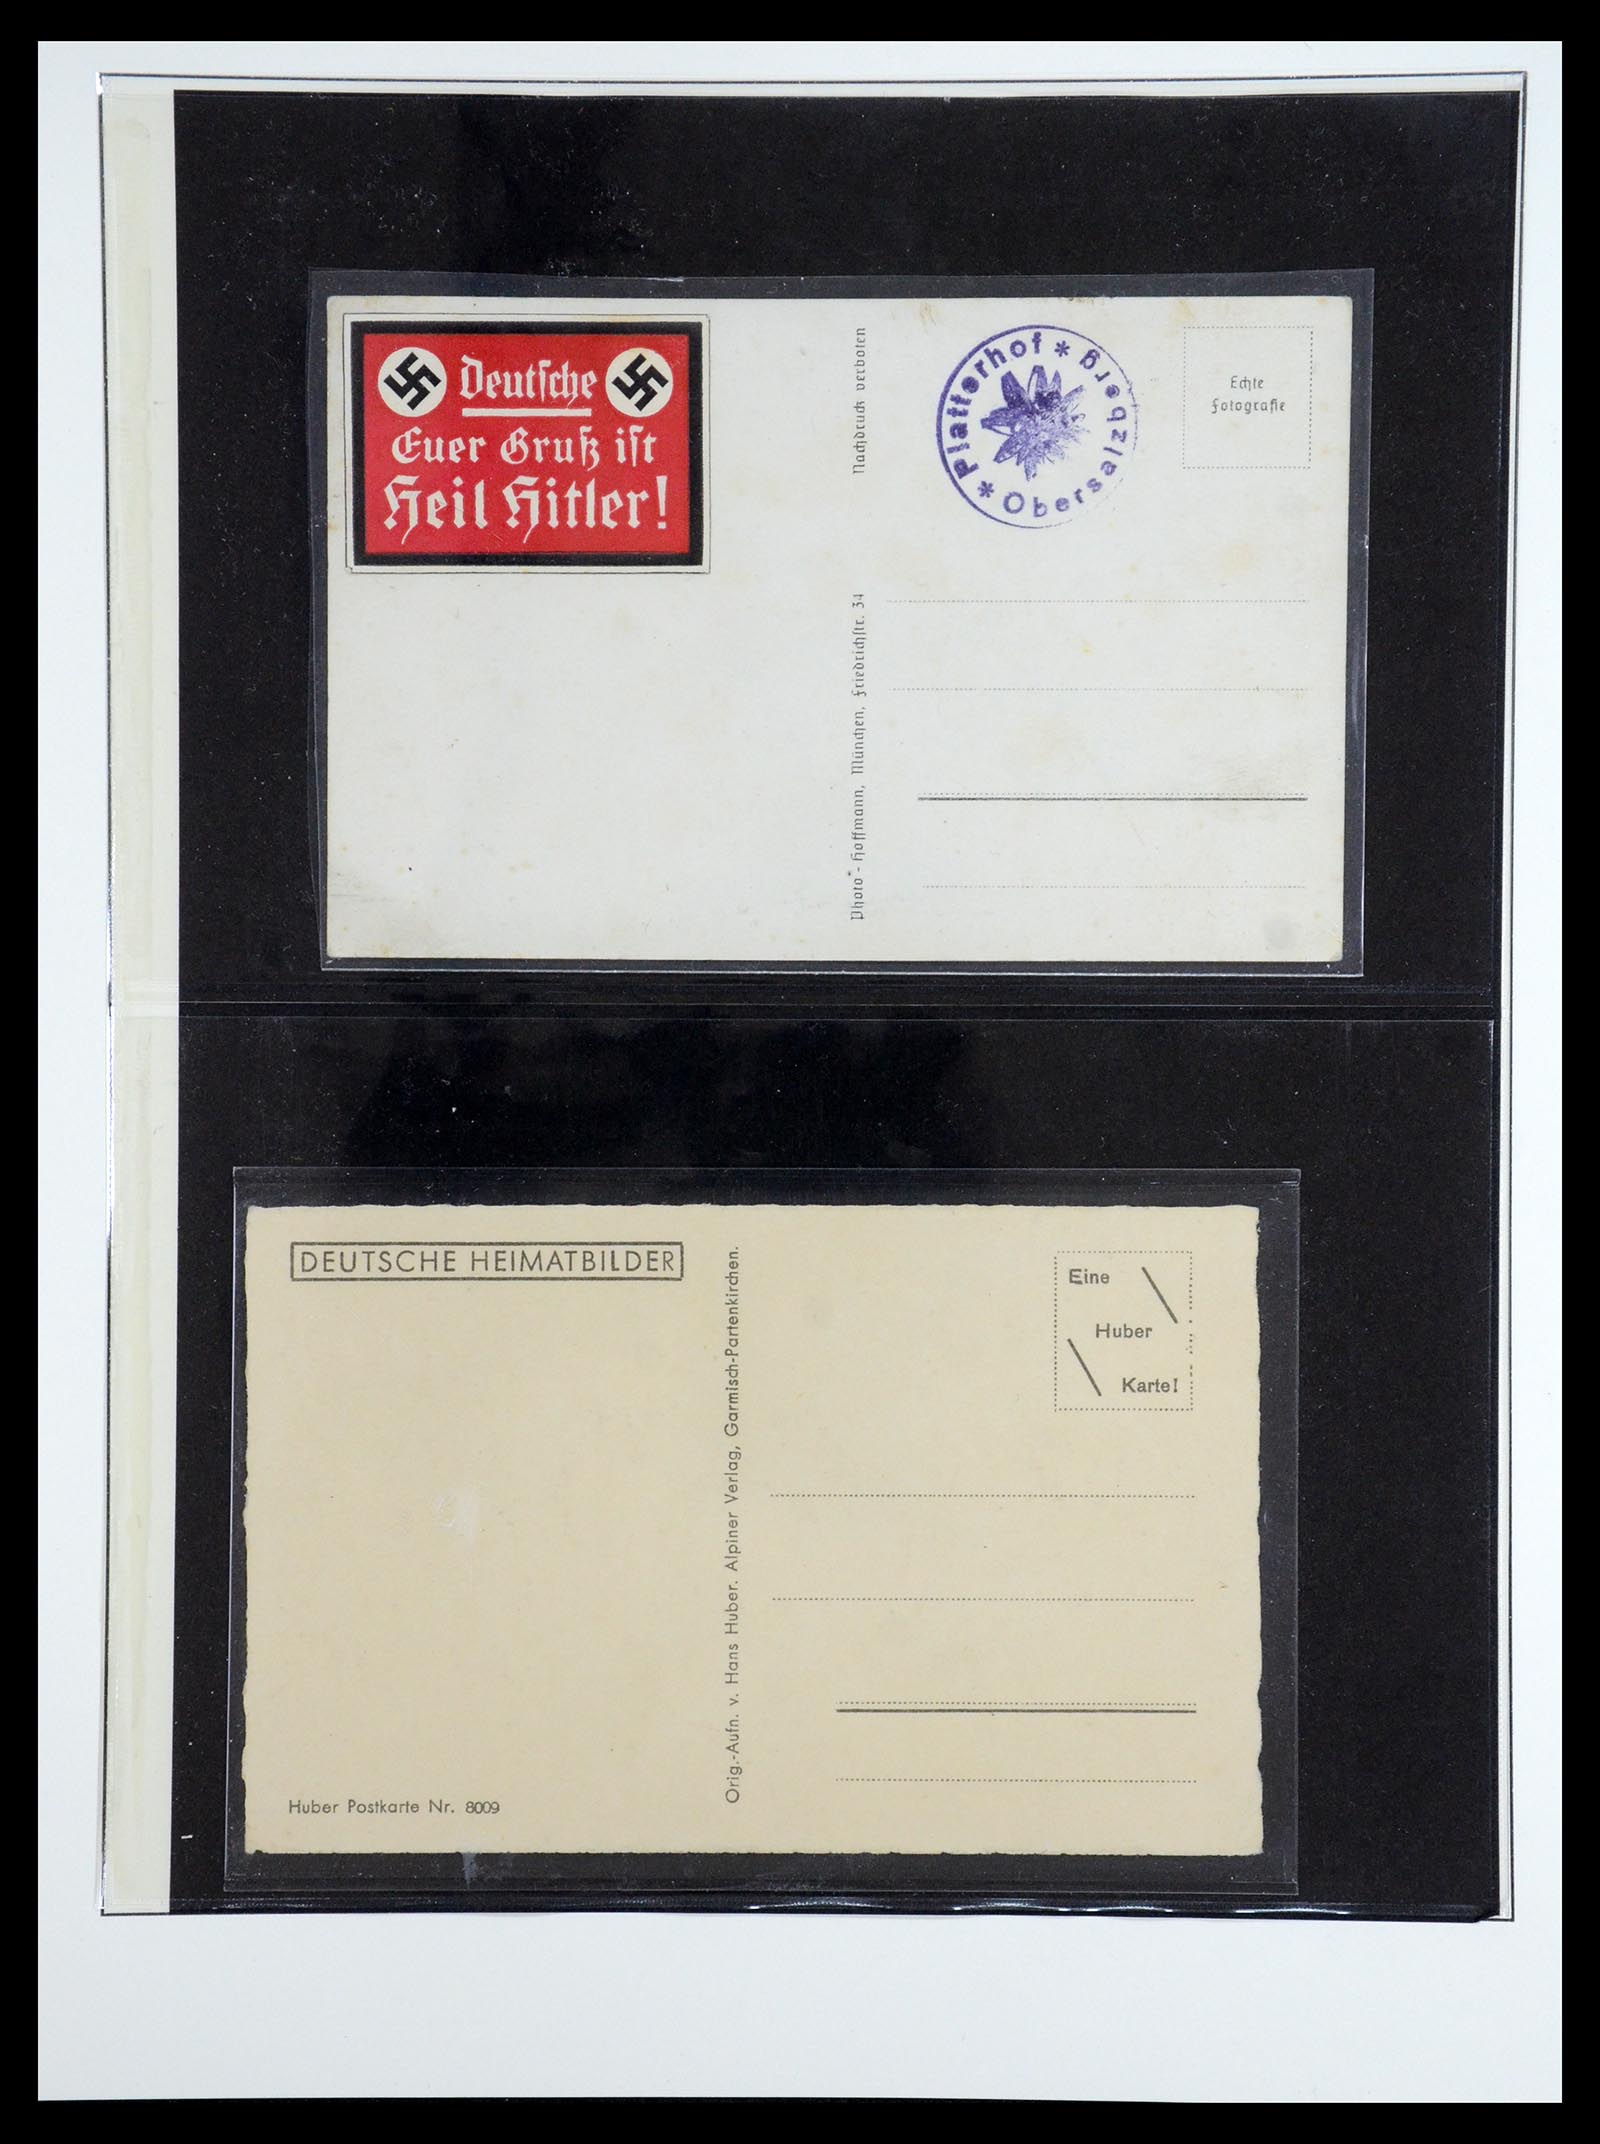 Deutsche
Euer Gruß ist
Heil Hitler!
Nachdruck verboten
Photo-Hoffmann, München, Friedrichstr. 34
* Platterhof * Obersalzberg
Echte
Fotografie
DEUTSCHE HEIMATBILDER
Huber Postkarte Nr. 8009
Orig.-Aufn. v. Hans Huber. Alpiner Verlag, Garmisch-Partenkirchen.
Eine
Huber
Karte!